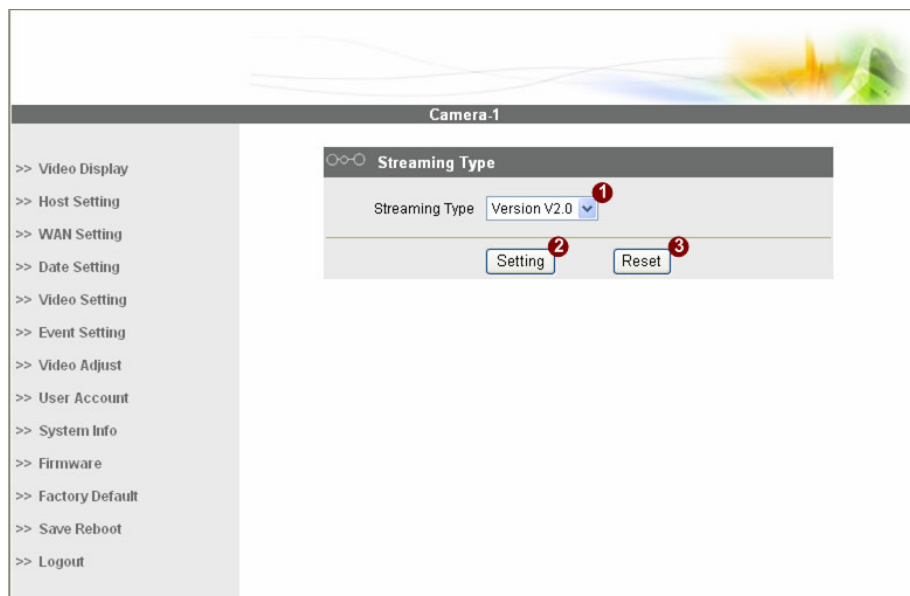 Camera-1
>> Video Display
>> Host Setting
>> WAN Setting
>> Date Setting
>> Video Setting
>> Event Setting
>> Video Adjust
>> User Account
>> System Info
>> Firmware
>> Factory Default
>> Save Reboot
>> Logout
Streaming Type
Streaming Type Version V2.0 1
Setting 2 Reset 3